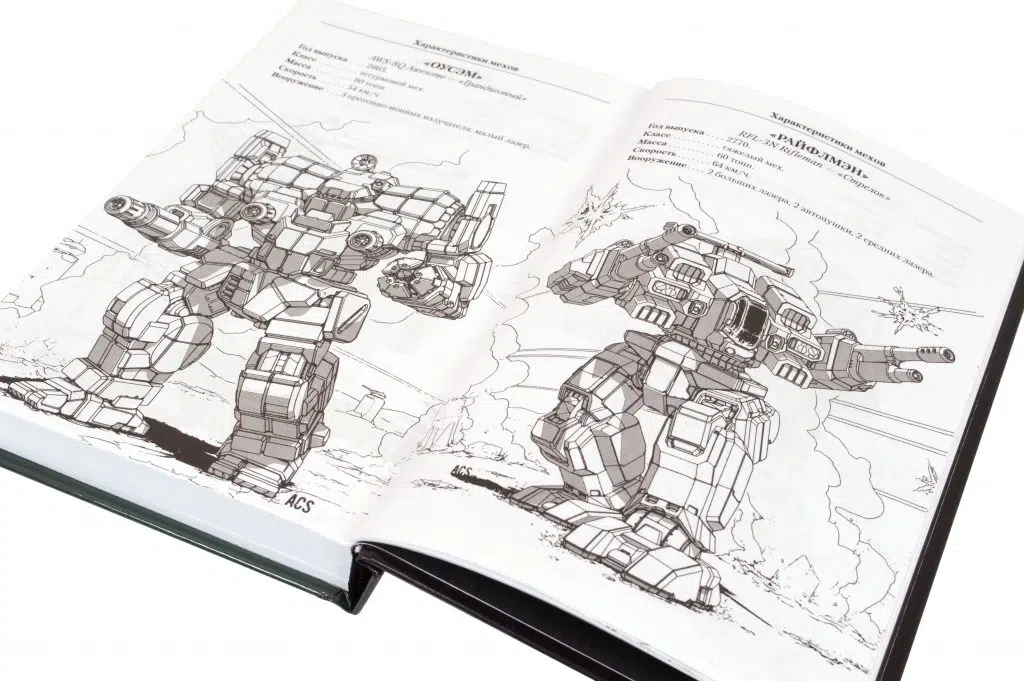 Характеристики мехов
«ОУСЭМ»
AWS-8Q Awesome — «Грандиозный»
Год выпуска . . . . . 2665.
Класс . . . . . штурмовой мех.
Масса . . . . . 80 тонн.
Скорость . . . . . 54 км/ч.
Вооружение . . . . . 3 протонно-ионных излучателя, малый лазер.
ACS
Характеристики мехов
«РАЙФЛМЭН»
RFL-3N Rifleman — «Стрелок»
Год выпуска . . . . . 2770.
Класс . . . . . тяжелый мех.
Масса . . . . . 60 тонн.
Скорость . . . . . 64 км/ч.
Вооружение . . . . . 2 больших лазера, 2 автопушки, 2 средних лазера.
ACS